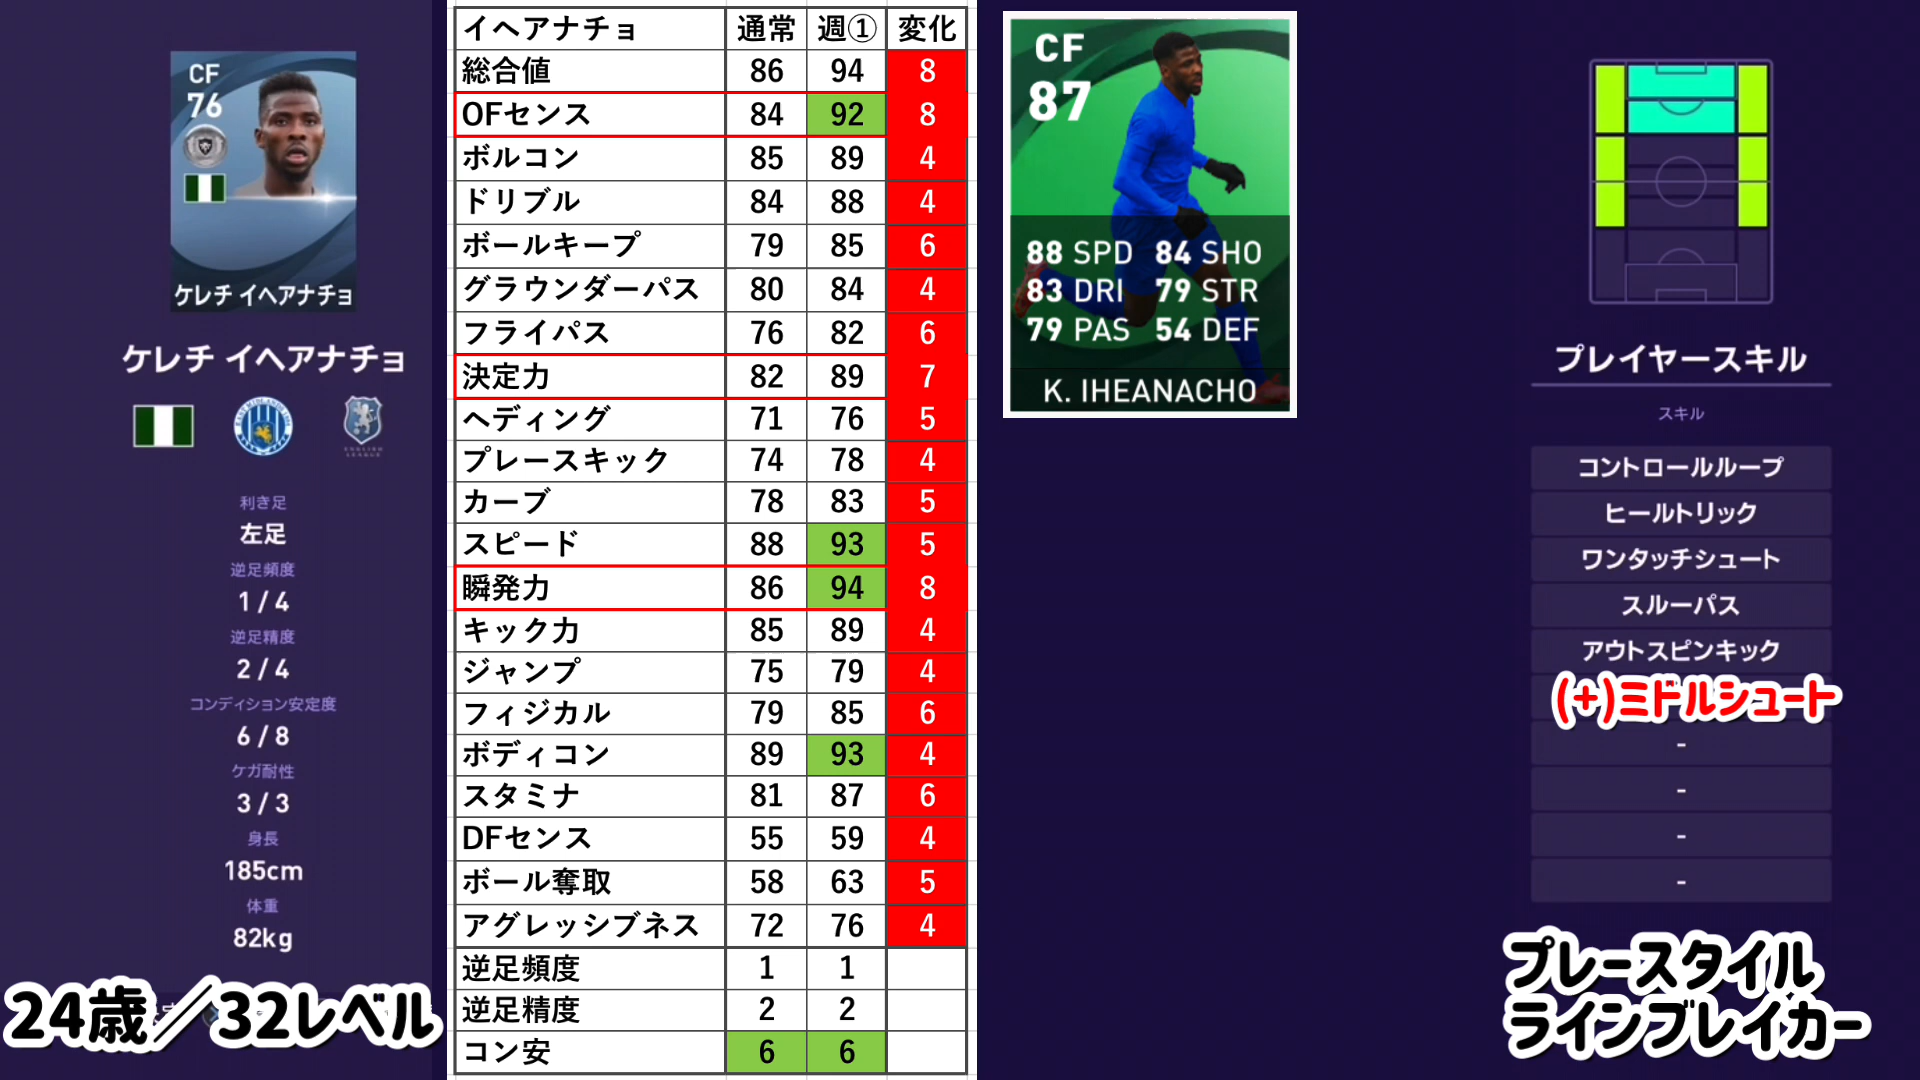 CF
76
ケレチ イヘアナチョ
ケレチ イヘアナチョ
利き足
左足
逆足頻度
1 / 4
逆足精度
2 / 4
コンディション安定度
6 / 8
ケガ耐性
3 / 3
身長
185cm
体重
82kg
24歳／32レベル
イヘアナチョ 通常 週① 変化
総合値 86 94 8
OFセンス 84 92 8
ボルコン 85 89 4
ドリブル 84 88 4
ボールキープ 79 85 6
グラウンダーパス 80 84 4
フライパス 76 82 6
決定力 82 89 7
ヘディング 71 76 5
プレースキック 74 78 4
カーブ 78 83 5
スピード 88 93 5
瞬発力 86 94 8
キック力 85 89 4
ジャンプ 75 79 4
フィジカル 79 85 6
ボディコン 89 93 4
スタミナ 81 87 6
DFセンス 55 59 4
ボール奪取 58 63 5
アグレッシブネス 72 76 4
逆足頻度 1 1
逆足精度 2 2
コン安 6 6
CF
87
88 SPD 84 SHO
83 DRI 79 STR
79 PAS 54 DEF
K. IHEANACHO
プレイヤースキル
スキル
コントロールループ
ヒールトリック
ワンタッチシュート
スルーパス
アウトスピンキック
(+)ミドルシュート
-
-
-
-
プレースタイル
ラインブレイカー